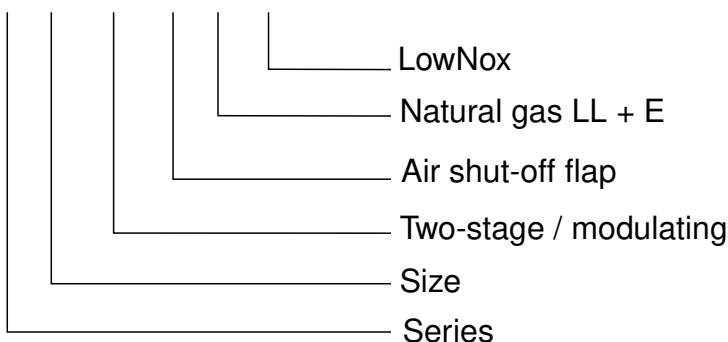 LowNox
Natural gas LL + E
Air shut-off flap
Two-stage / modulating
Size
Series